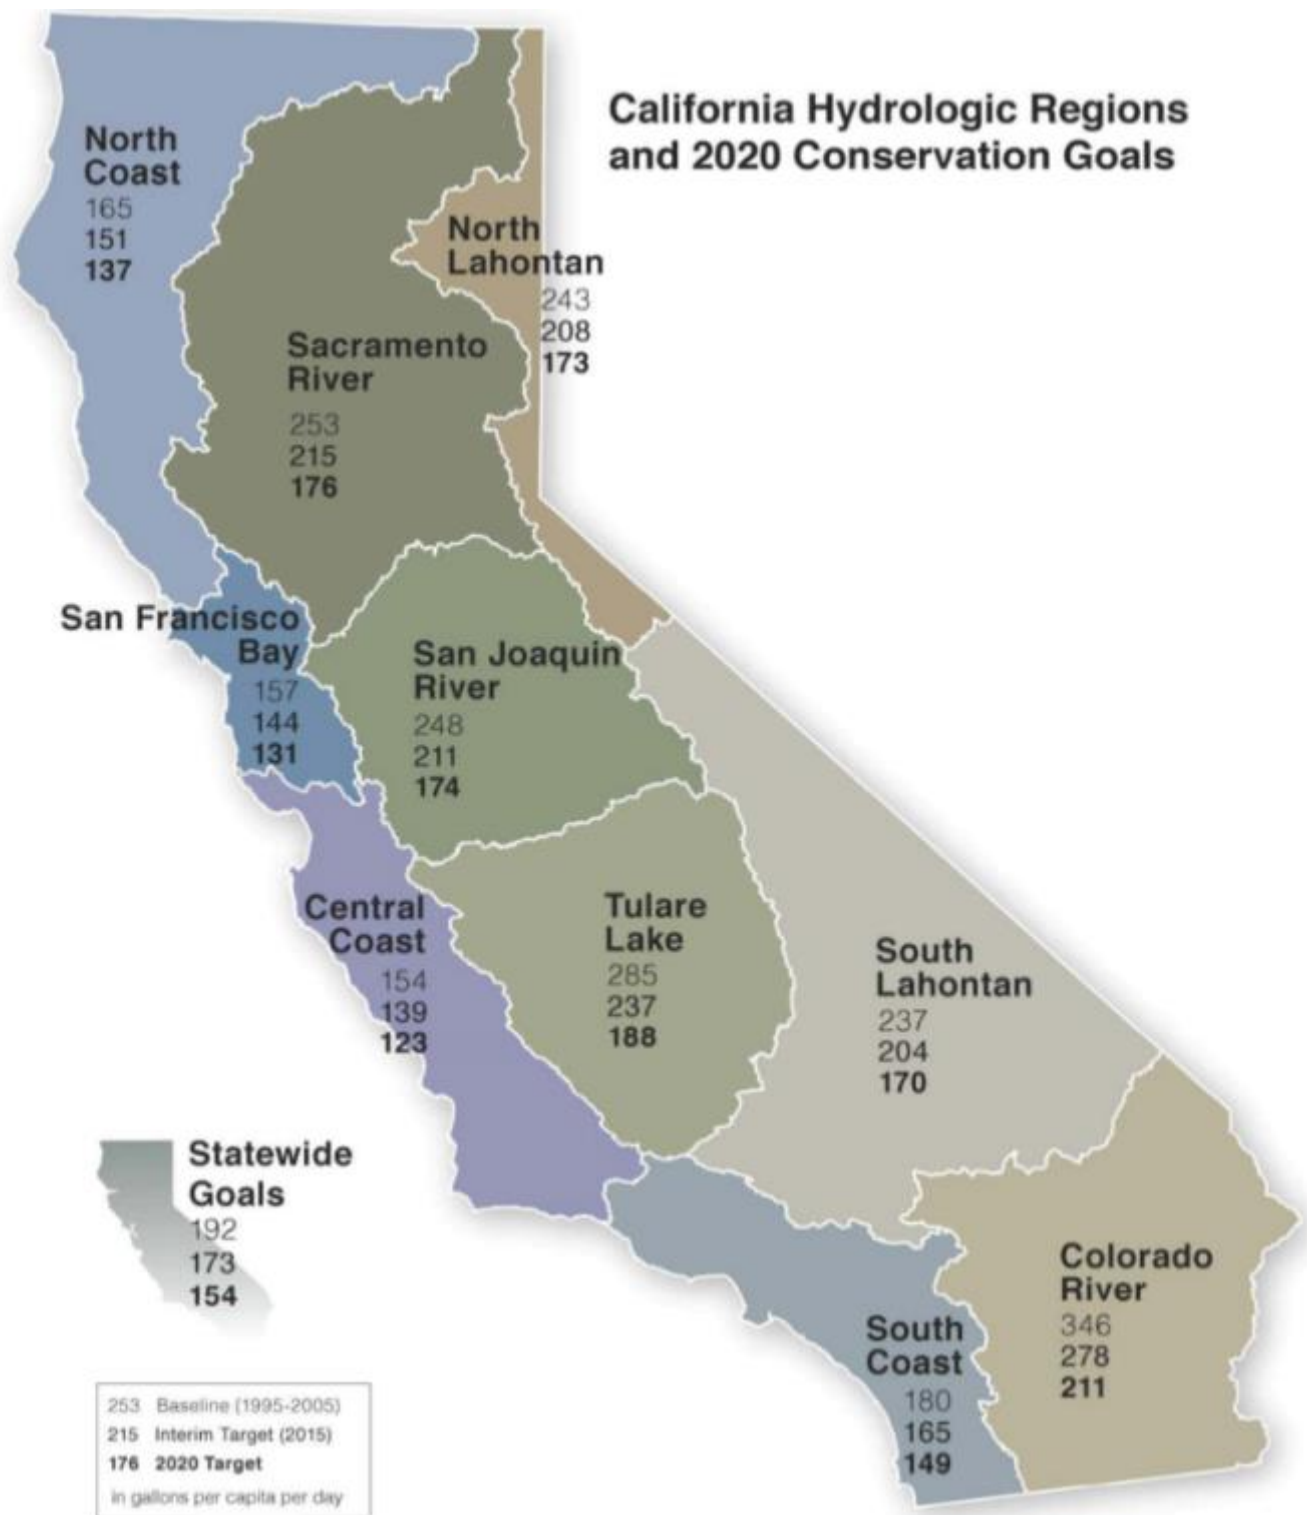 California Hydrologic Regions
and 2020 Conservation Goals
North
Coast
165
151
137
North
Lahontan
243
208
173
Sacramento
River
253
215
176
San Francisco
Bay
157
144
131
San Joaquin
River
248
211
174
Central
Coast
154
139
123
Tulare
Lake
285
237
188
South
Lahontan
237
204
170
Statewide
Goals
192
173
154
Colorado
River
346
278
211
South
Coast
180
165
149
253 Baseline (1995-2005)
215 Interim Target (2015)
176 2020 Target
in gallons per capita per day